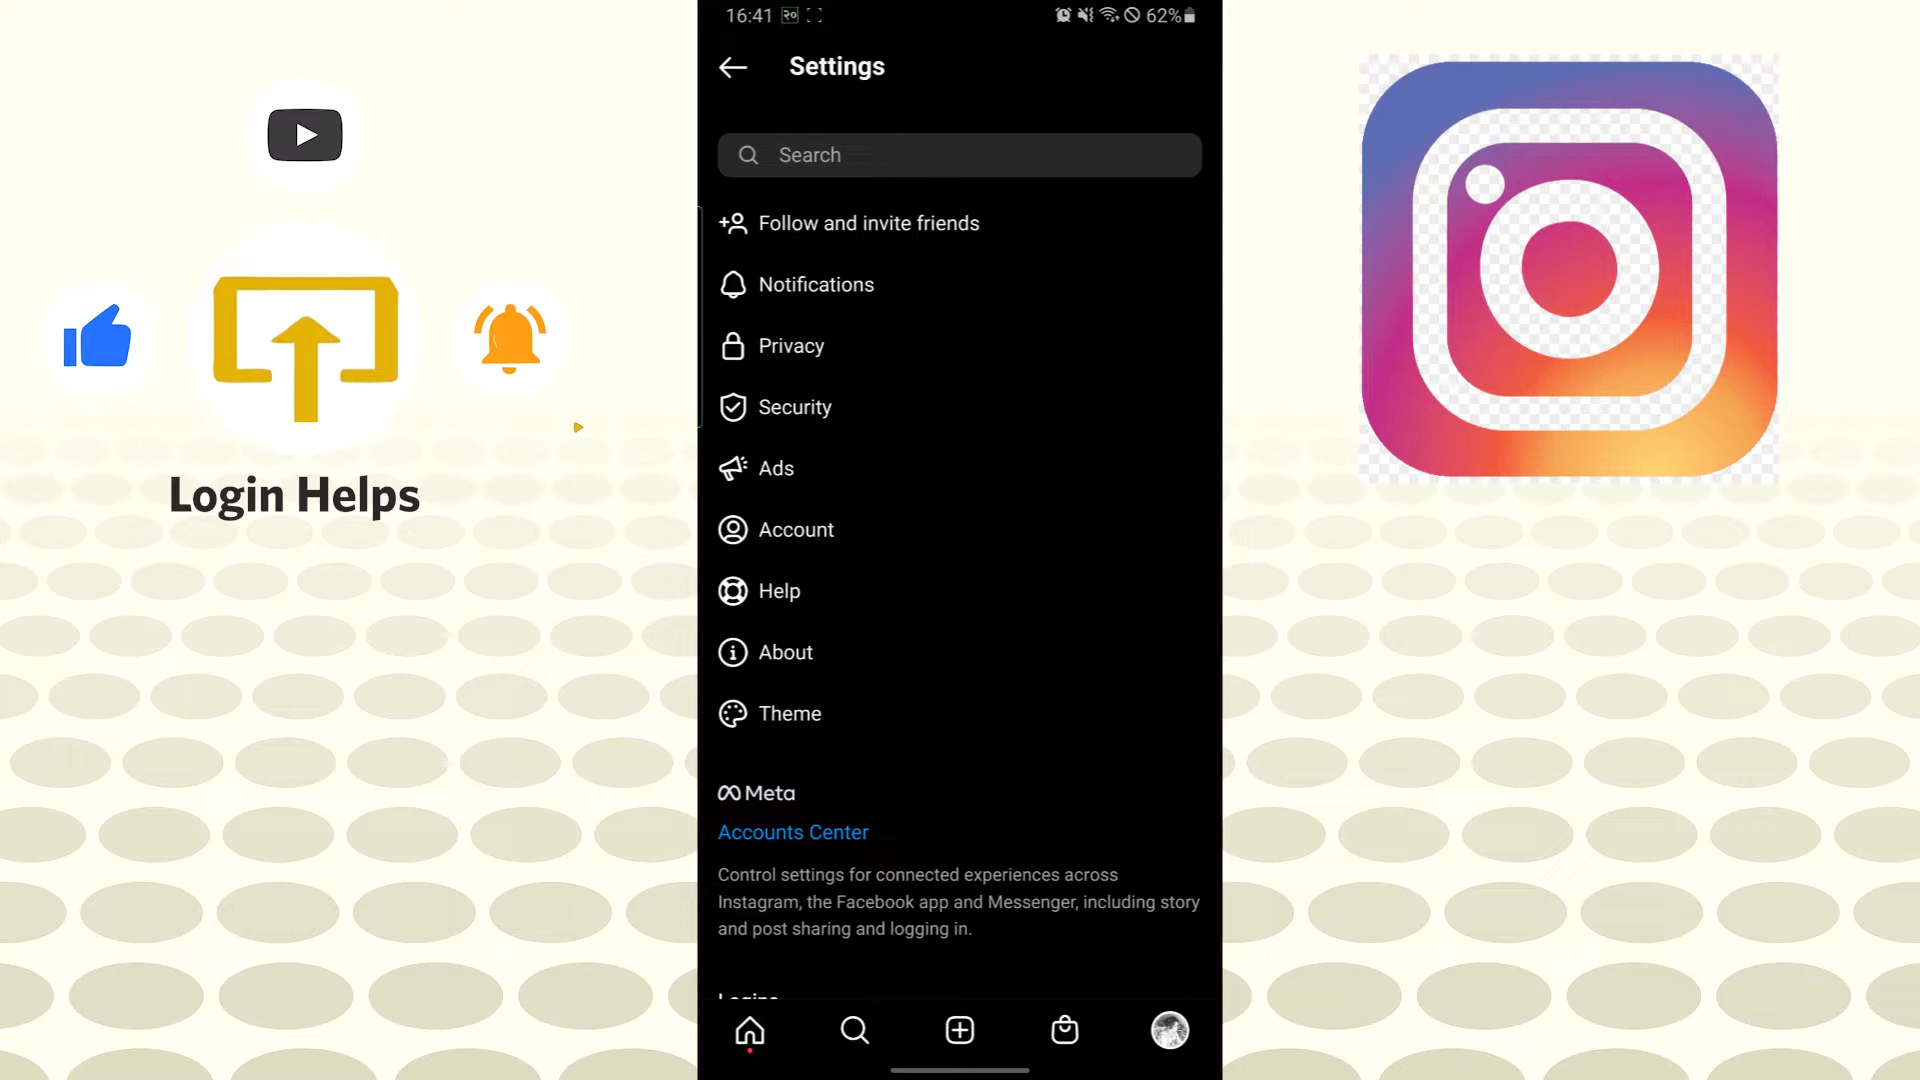 16:41 २० 62%
Settings
Search
Follow and invite friends
Notifications
Privacy
Security
Ads
Account
Help
About
Theme
Meta
Accounts Center
Control settings for connected experiences across
Instagram, the Facebook app and Messenger, including story
and post sharing and logging in.
Logins
Login Helps